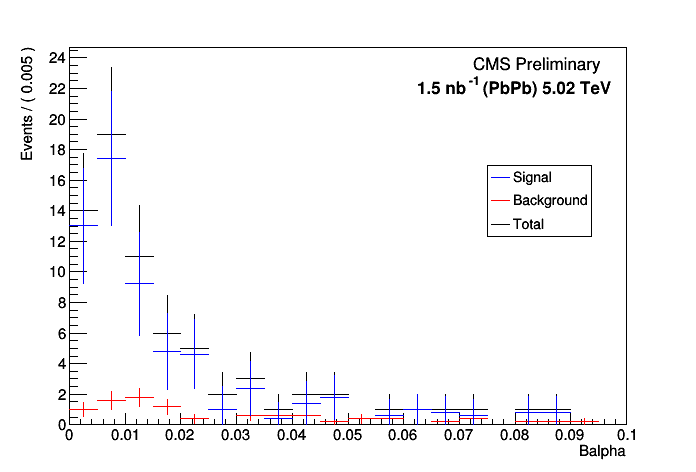 CMS Preliminary
1.5 nb-1 (PbPb) 5.02 TeV
Events / ( 0.005 )
24
22
20
18
16
14
12
10
8
6
4
2
0
Signal
Background
Total
0 0.01 0.02 0.03 0.04 0.05 0.06 0.07 0.08 0.09 0.1
Balpha